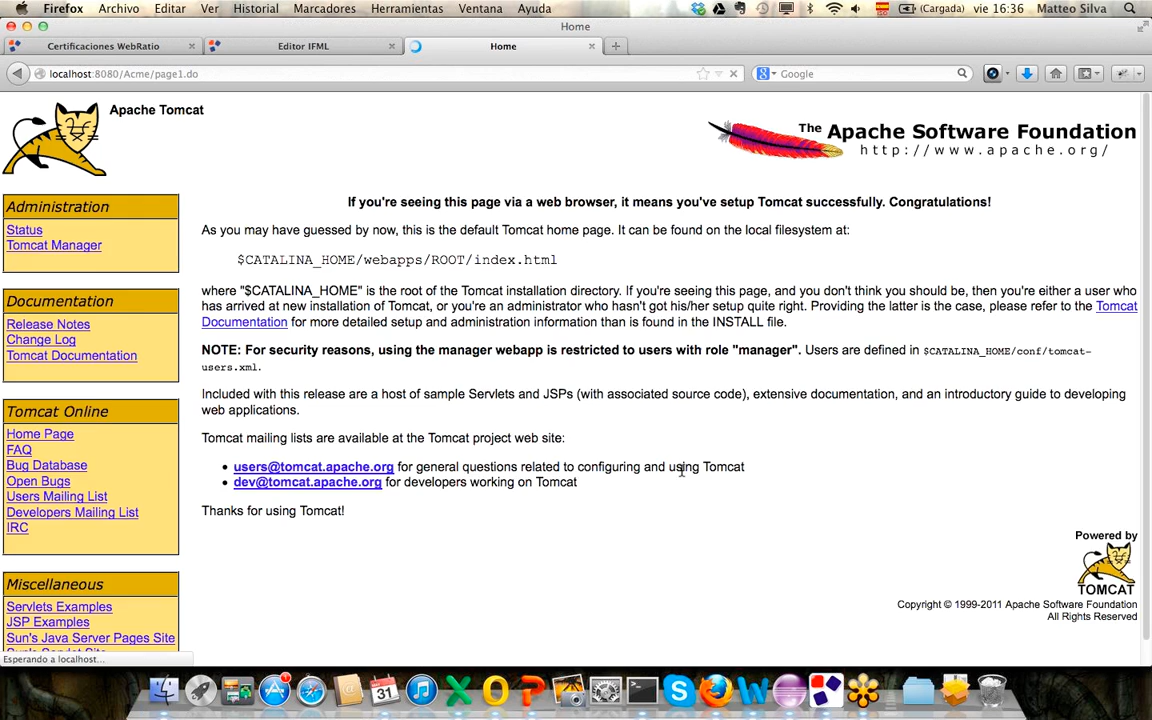 Firefox Archivo Editar Ver Historial Marcadores Herramientas Ventana Ayuda (Cargada) vie 16:36 Matteo Silva
Home
Certificaciones WebRatio Editor IFML Home
localhost:8080/Acme/page1.do Google
Apache Tomcat
The Apache Software Foundation
http://www.apache.org/
Administration
Status
Tomcat Manager
Documentation
Release Notes
Change Log
Tomcat Documentation
Tomcat Online
Home Page
FAQ
Bug Database
Open Bugs
Users Mailing List
Developers Mailing List
IRC
Miscellaneous
Servlets Examples
JSP Examples
Sun's Java Server Pages Site
Sun's Servlet Site
If you're seeing this page via a web browser, it means you've setup Tomcat successfully. Congratulations!
As you may have guessed by now, this is the default Tomcat home page. It can be found on the local filesystem at:
$CATALINA_HOME/webapps/ROOT/index.html
where "$CATALINA_HOME" is the root of the Tomcat installation directory. If you're seeing this page, and you don't think you should be, then you're either a user who
has arrived at new installation of Tomcat, or you're an administrator who hasn't got his/her setup quite right. Providing the latter is the case, please refer to the Tomcat
Documentation for more detailed setup and administration information than is found in the INSTALL file.
NOTE: For security reasons, using the manager webapp is restricted to users with role "manager". Users are defined in $CATALINA_HOME/conf/tomcat-
users.xml.
Included with this release are a host of sample Servlets and JSPs (with associated source code), extensive documentation, and an introductory guide to developing
web applications.
Tomcat mailing lists are available at the Tomcat project web site:
users@tomcat.apache.org for general questions related to configuring and using Tomcat
dev@tomcat.apache.org for developers working on Tomcat
Thanks for using Tomcat!
Powered by
TOMCAT
Copyright © 1999-2011 Apache Software Foundation
All Rights Reserved
Esperando a localhost...
31